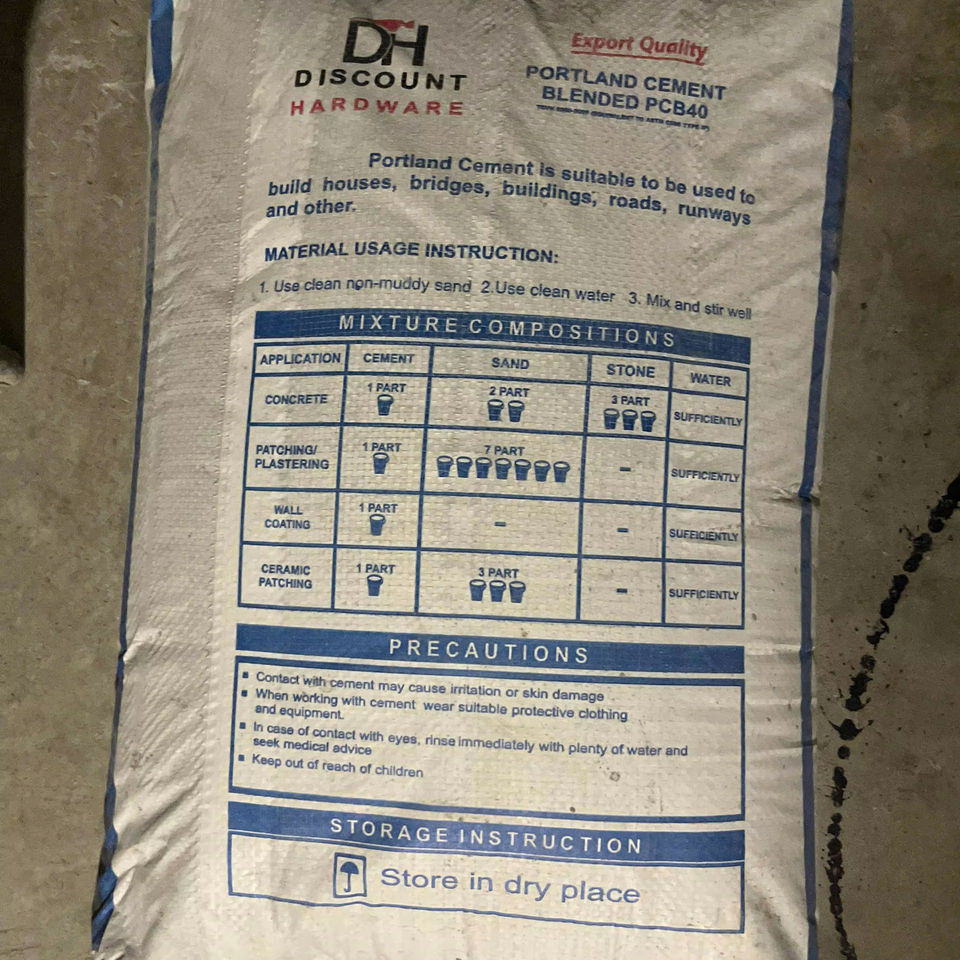 DH
DISCOUNT
HARDWARE
Export Quality
PORTLAND CEMENT
BLENDED PCB40
Portland Cement is suitable to be used to
build houses, bridges, buildings, roads, runways
and other.
MATERIAL USAGE INSTRUCTION:
1. Use clean non-muddy sand 2.Use clean water 3. Mix and stir well
MIXTURE COMPOSITIONS
APPLICATION CEMENT SAND STONE WATER
CONCRETE 1 PART 2 PART 3 PART SUFFICIENTLY
PATCHING/
PLASTERING 1 PART 7 PART - SUFFICIENTLY
WALL
COATING 1 PART - - SUFFICIENTLY
CERAMIC
PATCHING 1 PART 3 PART - SUFFICIENTLY
PRECAUTIONS
▪ Contact with cement may cause irritation or skin damage
▪ When working with cement wear suitable protective clothing
and equipment.
▪ In case of contact with eyes, rinse immediately with plenty of water and
seek medical advice
▪ Keep out of reach of children
STORAGE INSTRUCTION
Store in dry place